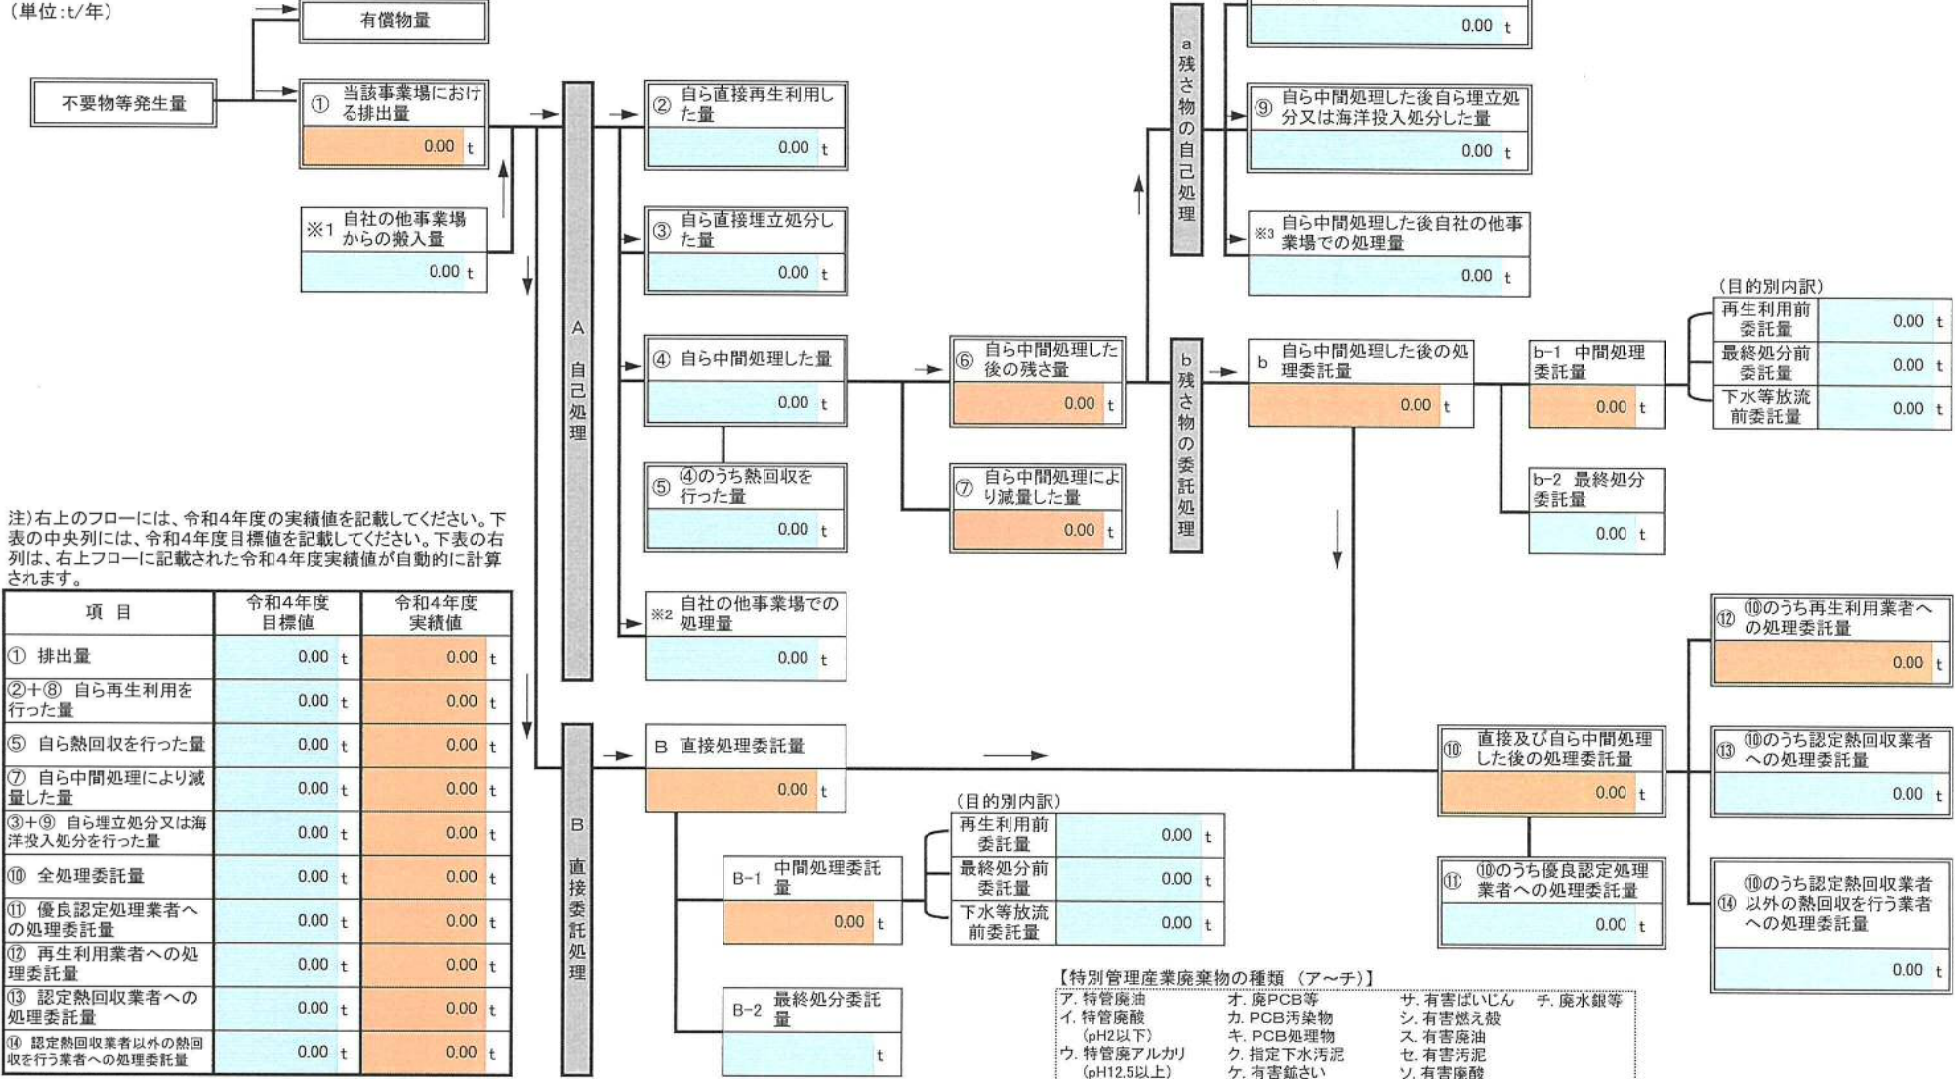 (単位:t/年)
有償物量
不要物等発生量
① 当該事業場におけ
る排出量
0.00 t
※1 自社の他事業場
からの搬入量
0.00 t
A 自己処理
② 自ら直接再生利用し
た量
0.00 t
③ 自ら直接埋立処分し
た量
0.00 t
④ 自ら中間処理した量
0.00 t
⑤ ④のうち熱回収を
行った量
0.00 t
※2 自社の他事業場での
処理量
0.00 t
⑥ 自ら中間処理した
後の残さ量
0.00 t
⑦ 自ら中間処理によ
り減量した量
0.00 t
a 残さ物の自己処理
0.00 t
⑨ 自ら中間処理した後自ら埋立処
分又は海洋投入処分した量
0.00 t
※3 自ら中間処理した後自社の他事
業場での処理量
0.00 t
b 残さ物の委託処理
b 自ら中間処理した後の処
理委託量
0.00 t
b-1 中間処理
委託量
0.00 t
b-2 最終処分
委託量
0.00 t
(目的別内訳)
再生利用前
委託量
0.00 t
最終処分前
委託量
0.00 t
下水等放流
前委託量
0.00 t
注)右上のフローには、令和4年度の実績値を記載してください。下
表の中央列には、令和4年度目標値を記載してください。下表の右
列は、右上フローに記載された令和4年度実績値が自動的に計算
されます。
項 目
令和4年度
目標値
令和4年度
実績値
① 排出量
0.00 t 0.00 t
②+⑧ 自ら再生利用を
行った量
0.00 t 0.00 t
⑤ 自ら熱回収を行った量
0.00 t 0.00 t
⑦ 自ら中間処理により減
量した量
0.00 t 0.00 t
③+⑨ 自ら埋立処分又は海
洋投入処分を行った量
0.00 t 0.00 t
⑩ 全処理委託量
0.00 t 0.00 t
⑪ 優良認定処理業者へ
の処理委託量
0.00 t 0.00 t
⑫ 再生利用業者への処
理委託量
0.00 t 0.00 t
⑬ 認定熱回収業者への
処理委託量
0.00 t 0.00 t
⑭ 認定熱回収業者以外の熱回
収を行う業者への処理委託量
0.00 t 0.00 t
B 直接委託処理
B 直接処理委託量
0.00 t
B-1 中間処理委託
量
0.00 t
B-2 最終処分委託
量
t
(目的別内訳)
再生利用前
委託量
0.00 t
最終処分前
委託量
0.00 t
下水等放流
前委託量
0.00 t
⑩ 直接及び自ら中間処理
した後の処理委託量
0.00 t
⑪ ⑩のうち優良認定処理
業者への処理委託量
0.00 t
⑫ ⑩のうち再生利用業者へ
の処理委託量
0.00 t
⑬ ⑩のうち認定熱回収業者
への処理委託量
0.00 t
⑭ ⑩のうち認定熱回収業者
以外の熱回収を行う業者
への処理委託量
0.00 t
【特別管理産業廃棄物の種類 (ア~チ)】
ア. 特管廃油 オ. 廃PCB等 サ. 有害ばいじん チ. 廃水銀等
イ. 特管廃酸 カ. PCB汚染物 シ. 有害燃え殻
(pH2以下) キ. PCB処理物 ス. 有害廃油
ウ. 特管廃アルカリ ク. 指定下水汚泥 セ. 有害汚泥
(pH12.5以上) ケ. 有害鉱さい ソ. 有害廃酸